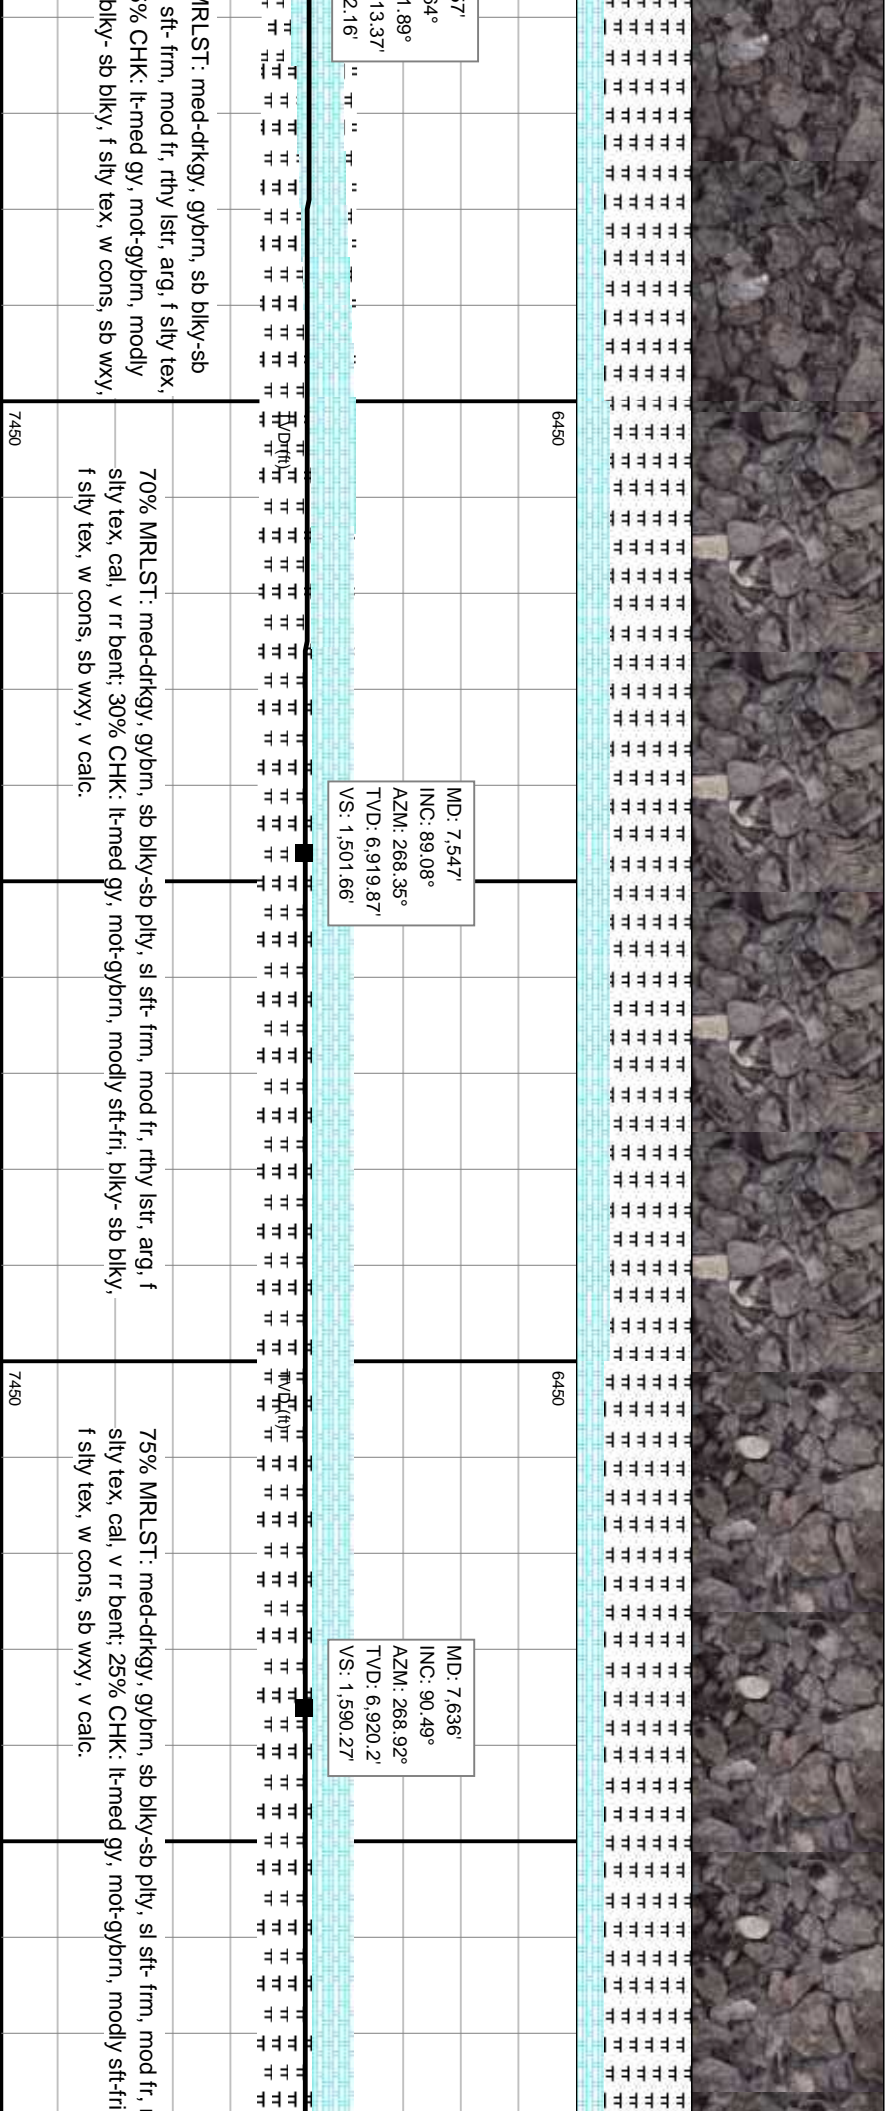 MRLST: med-drkgy, gybrn, sb blky-sb
sft- frm, mod fr, rthy lstr, arg, f slty tex,
% CHK: lt-med gy, mot-gybrn, modly
blky- sb blky, f slty tex, w cons, sb wxy,
57'
64°
1.89°
13.37'
2.16'
6450
TVD (ft)
7450
70% MRLST: med-drkgy, gybrn, sb blky-sb plty, sl sft- frm, mod fr, rthy lstr, arg, f
slty tex, cal, v rr bent; 30% CHK: lt-med gy, mot-gybrn, modly sft-fri, blky- sb blky,
f slty tex, w cons, sb wxy, v calc.
MD: 7,547'
INC: 89.08°
AZM: 268.35°
TVD: 6,919.87'
VS: 1,501.66'
6450
TVD (ft)
7450
75% MRLST: med-drkgy, gybrn, sb blky-sb plty, sl sft- frm, mod fr,
slty tex, cal, v rr bent; 25% CHK: lt-med gy, mot-gybrn, modly sft-fri
f slty tex, w cons, sb wxy, v calc.
MD: 7,636'
INC: 90.49°
AZM: 268.92°
TVD: 6,920.2'
VS: 1,590.27'